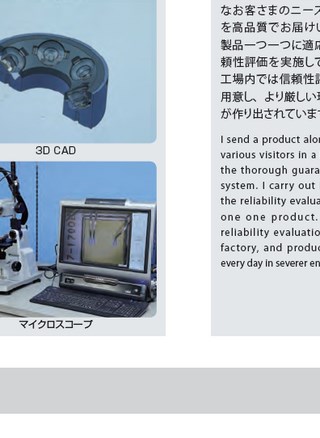 3D CAD
マイクロスコープ
なお客さまのニース
を高品質でお届けい
製品一つ一つに適応
頼性評価を実施して
工場内では信頼性評
用意し、より厳しい環
が作り出されています
I send a product alon
various visitors in a
the thorough guara
system. I carry out
the reliability evalua
one one product.
reliability evaluatio
factory, and produc
every day in severer en